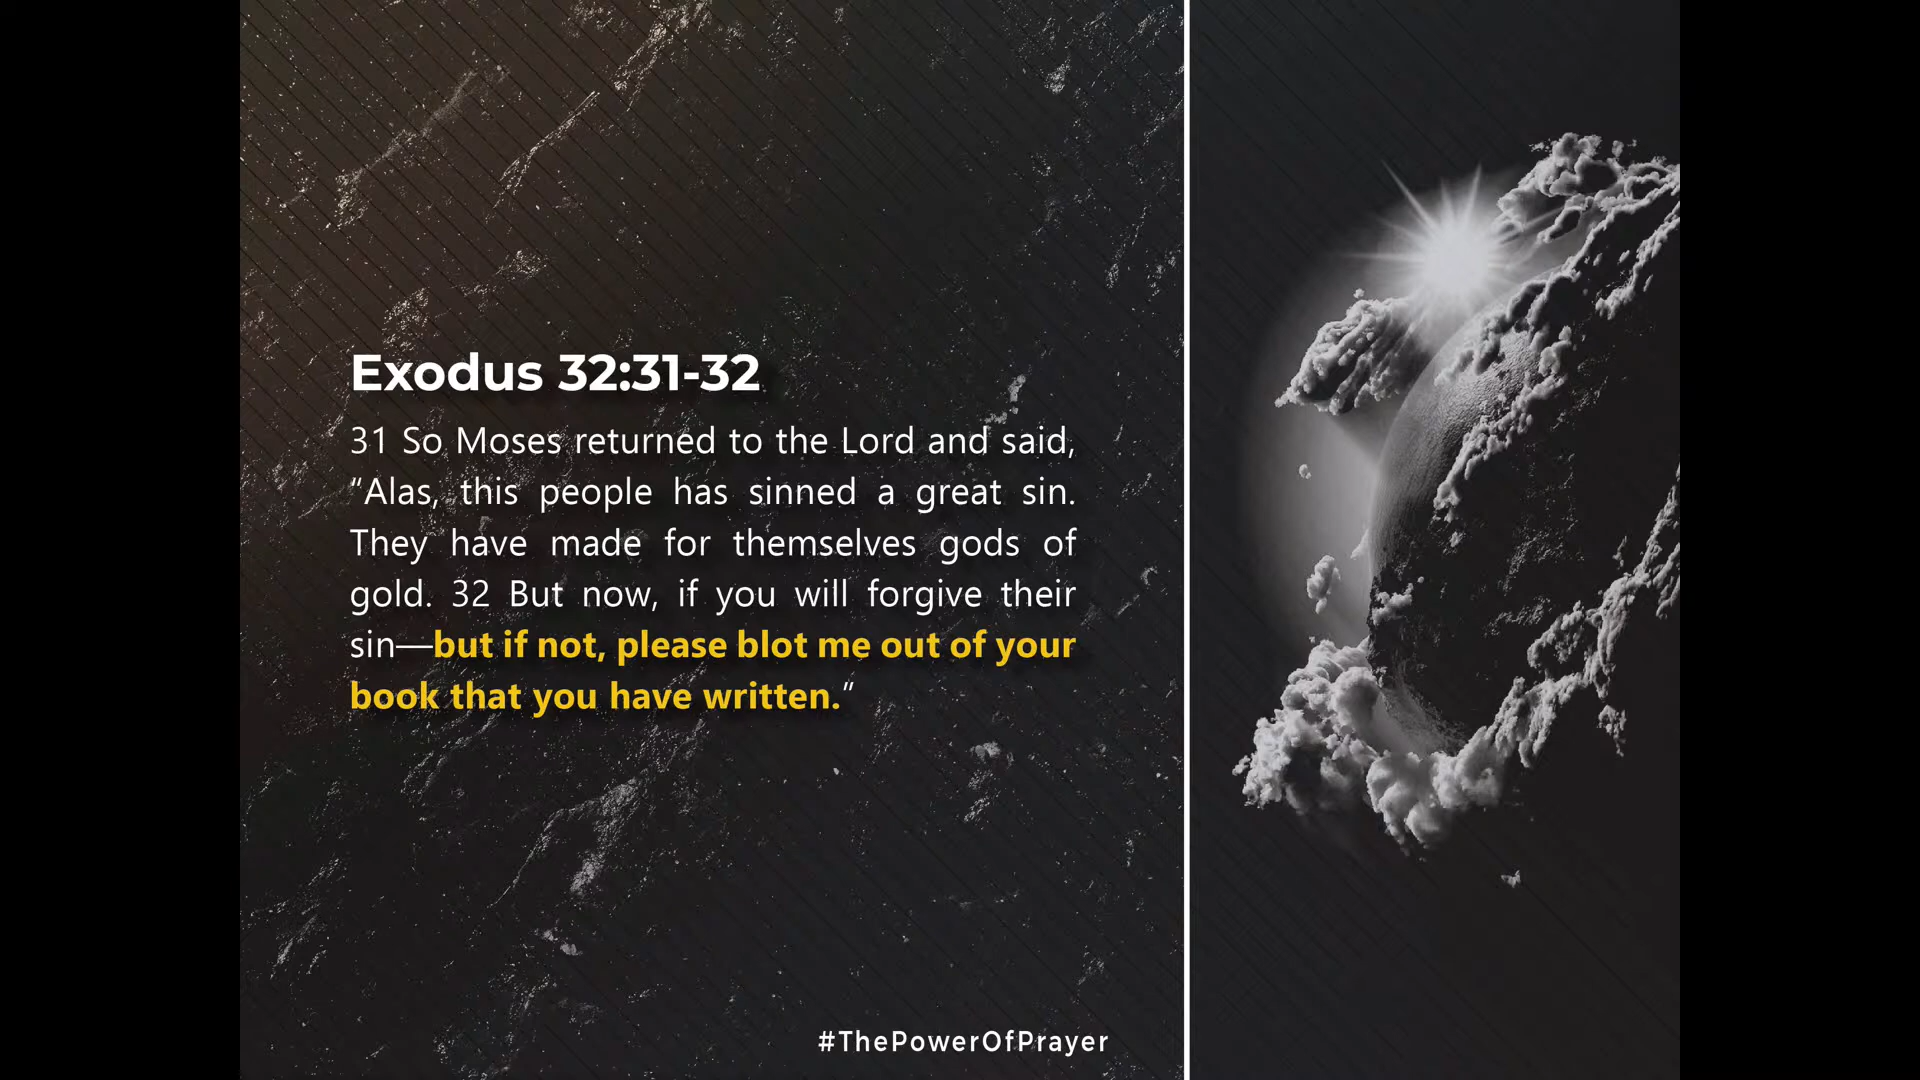 Exodus 32:31-32
31 So Moses returned to the Lord and said,
“Alas, this people has sinned a great sin.
They have made for themselves gods of
gold. 32 But now, if you will forgive their
sin—but if not, please blot me out of your
book that you have written.”
#ThePowerOfPrayer